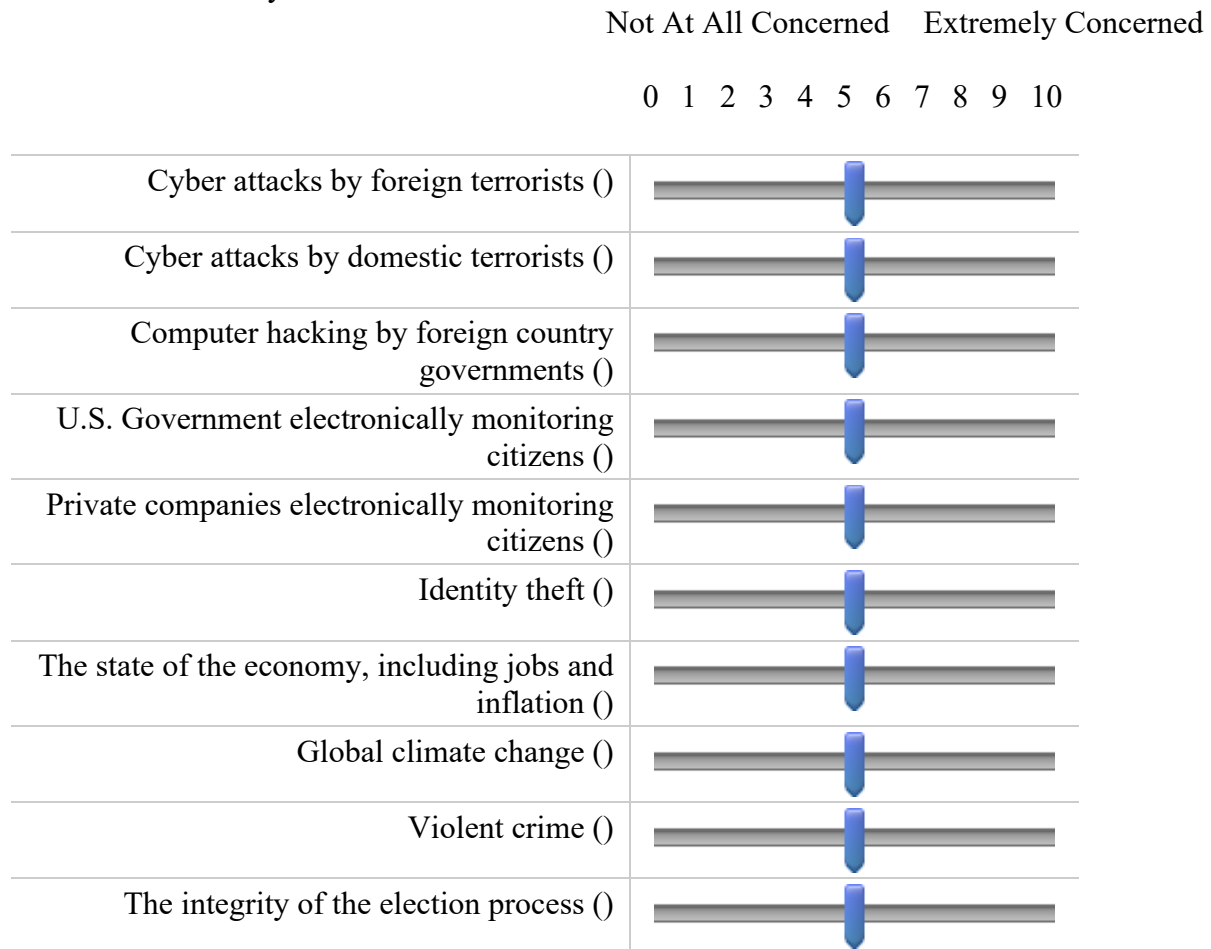 Not At All Concerned Extremely Concerned
0 1 2 3 4 5 6 7 8 9 10
Cyber attacks by foreign terrorists ()
Cyber attacks by domestic terrorists ()
Computer hacking by foreign country
governments ()
U.S. Government electronically monitoring
citizens ()
Private companies electronically monitoring
citizens ()
Identity theft ()
The state of the economy, including jobs and
inflation ()
Global climate change ()
Violent crime ()
The integrity of the election process ()